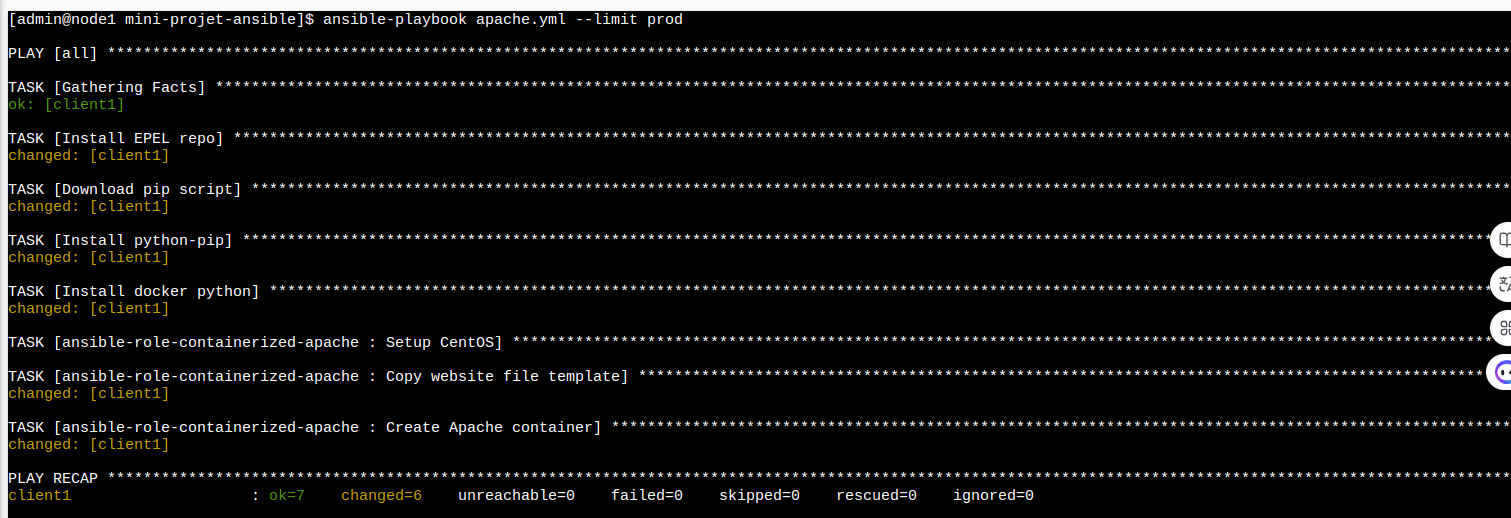 [admin@node1 mini-projet-ansible]$ ansible-playbook apache.yml --limit prod
PLAY [all] ***********************************************************************************************************************************************************
TASK [Gathering Facts] ***********************************************************************************************************************************************
ok: [client1]
TASK [Install EPEL repo] *********************************************************************************************************************************************
changed: [client1]
TASK [Download pip script] *******************************************************************************************************************************************
changed: [client1]
TASK [Install python-pip] ********************************************************************************************************************************************
changed: [client1]
TASK [Install docker python] *****************************************************************************************************************************************
changed: [client1]
TASK [ansible-role-containerized-apache : Setup CentOS] **************************************************************************************************************
TASK [ansible-role-containerized-apache : Copy website file template] ************************************************************************************************
changed: [client1]
TASK [ansible-role-containerized-apache : Create Apache container] ***************************************************************************************************
changed: [client1]
PLAY RECAP ***********************************************************************************************************************************************************
client1                    : ok=7    changed=6    unreachable=0    failed=0    skipped=0    rescued=0    ignored=0